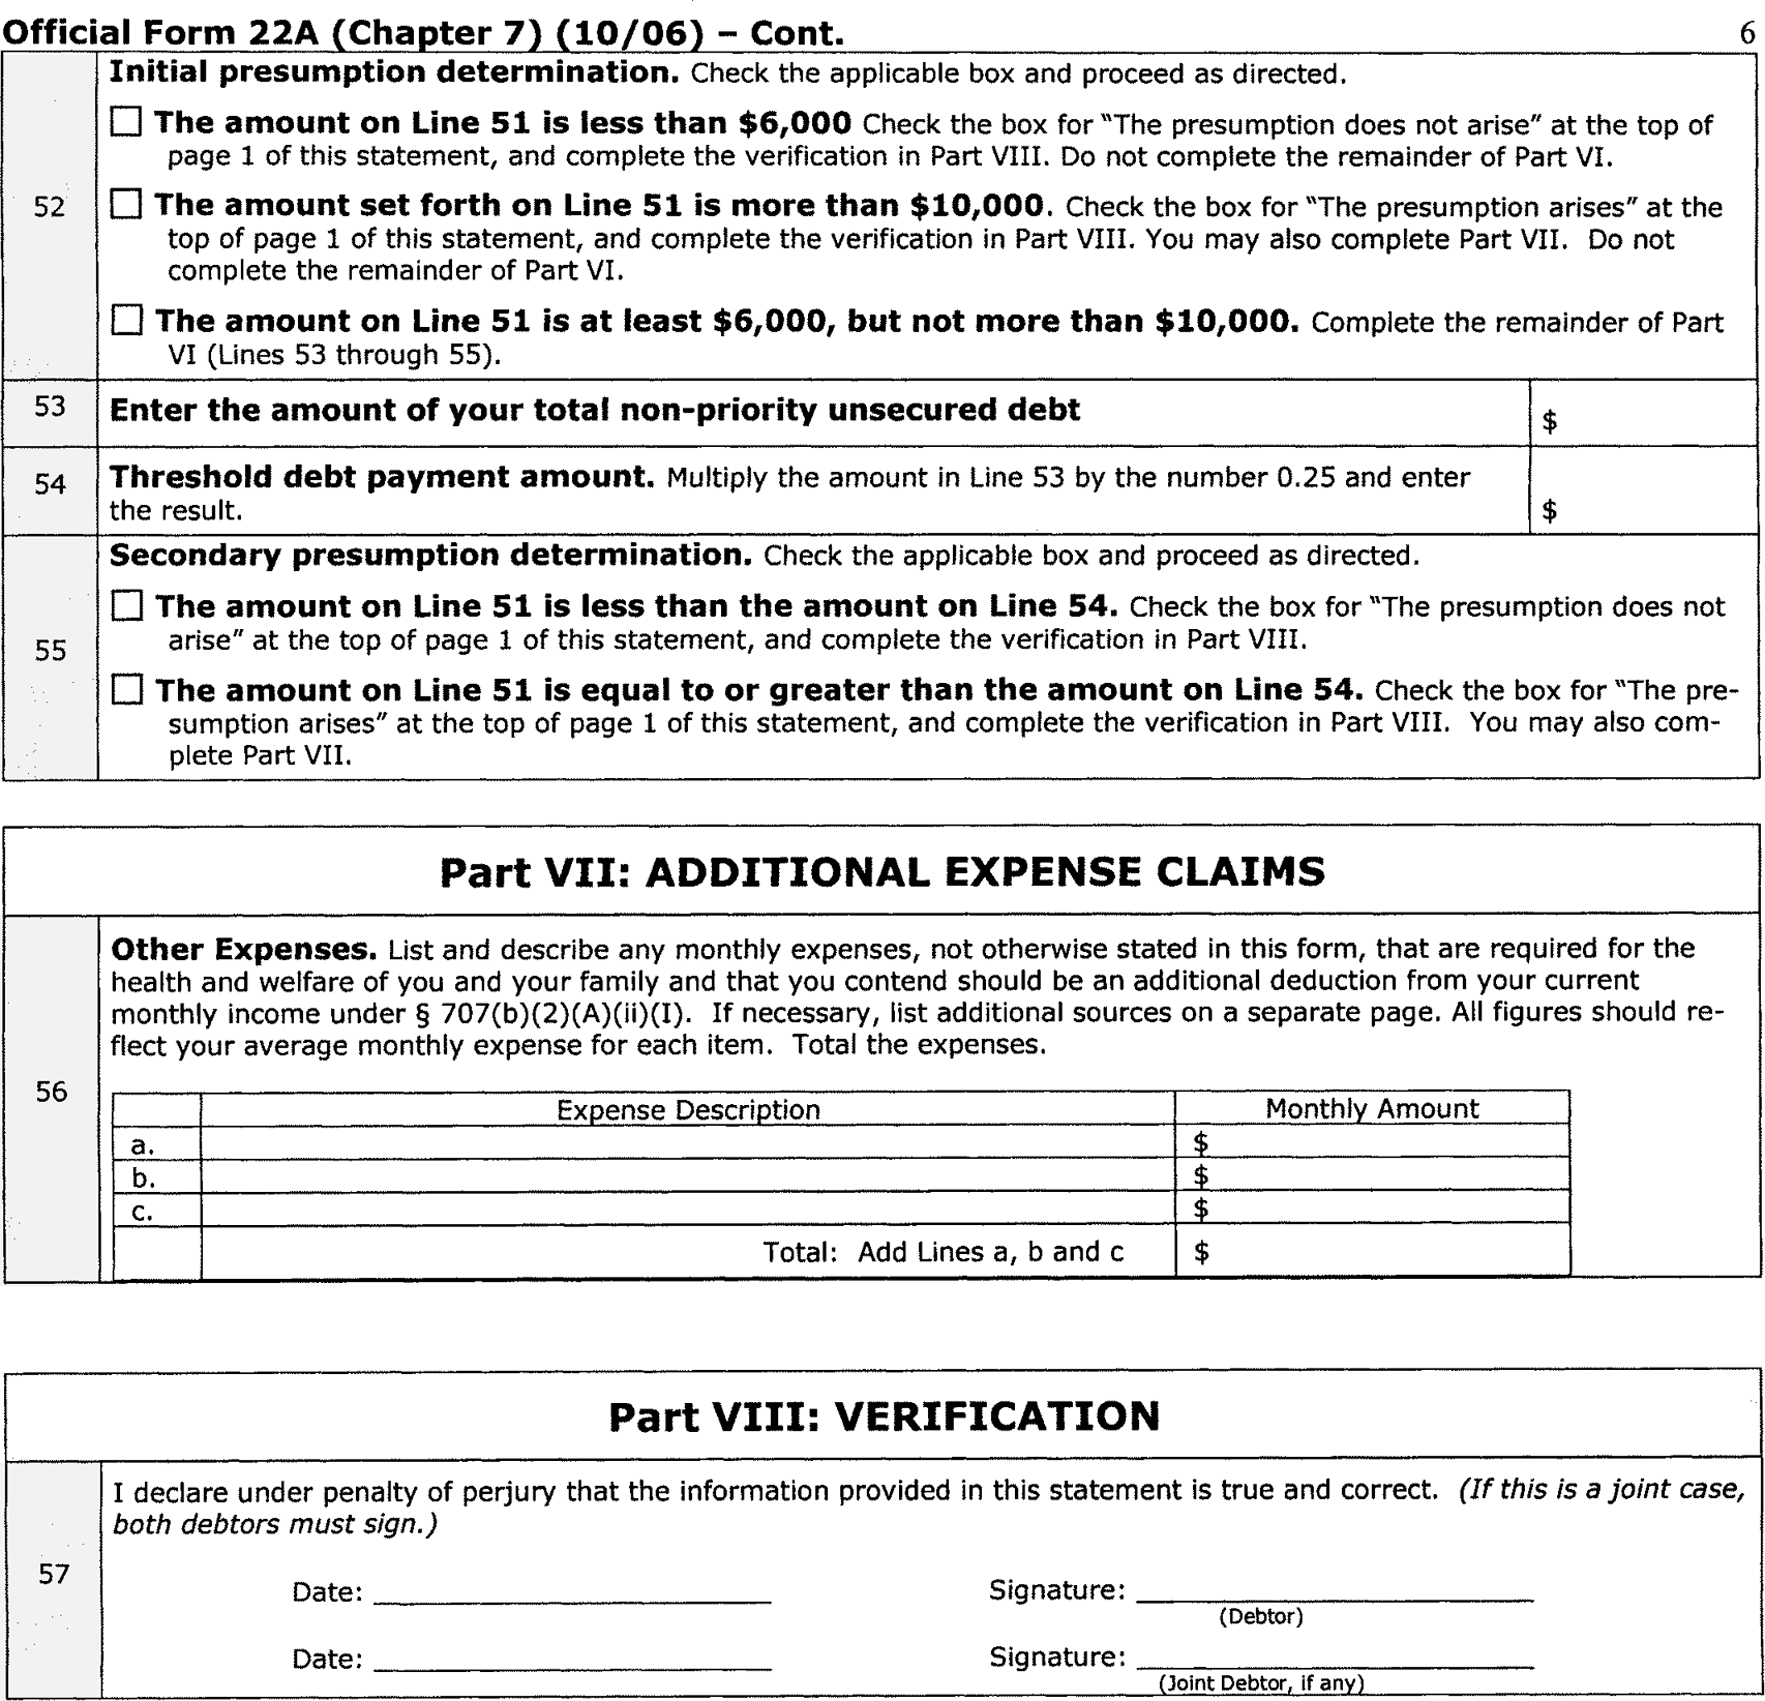 Official Form 22A (Chapter 7) (10/06) – Cont. 6
Initial presumption determination. Check the applicable box and proceed as directed.
☐ The amount on Line 51 is less than $6,000 Check the box for "The presumption does not arise" at the top of
page 1 of this statement, and complete the verification in Part VIII. Do not complete the remainder of Part VI.
52 ☐ The amount set forth on Line 51 is more than $10,000. Check the box for "The presumption arises" at the
top of page 1 of this statement, and complete the verification in Part VIII. You may also complete Part VII. Do not
complete the remainder of Part VI.
☐ The amount on Line 51 is at least $6,000, but not more than $10,000. Complete the remainder of Part
VI (Lines 53 through 55).
53 Enter the amount of your total non-priority unsecured debt $
54 Threshold debt payment amount. Multiply the amount in Line 53 by the number 0.25 and enter
the result. $
Secondary presumption determination. Check the applicable box and proceed as directed.
☐ The amount on Line 51 is less than the amount on Line 54. Check the box for "The presumption does not
arise" at the top of page 1 of this statement, and complete the verification in Part VIII.
55
☐ The amount on Line 51 is equal to or greater than the amount on Line 54. Check the box for "The pre-
sumption arises" at the top of page 1 of this statement, and complete the verification in Part VIII. You may also com-
plete Part VII.
Part VII: ADDITIONAL EXPENSE CLAIMS
Other Expenses. List and describe any monthly expenses, not otherwise stated in this form, that are required for the
health and welfare of you and your family and that you contend should be an additional deduction from your current
monthly income under § 707(b)(2)(A)(ii)(I). If necessary, list additional sources on a separate page. All figures should re-
flect your average monthly expense for each item. Total the expenses.
56
Expense Description Monthly Amount
a. $
b. $
c. $
Total: Add Lines a, b and c $
Part VIII: VERIFICATION
I declare under penalty of perjury that the information provided in this statement is true and correct. (If this is a joint case,
both debtors must sign.)
57
Date: Signature:
(Debtor)
Date: Signature:
(Joint Debtor, if any)